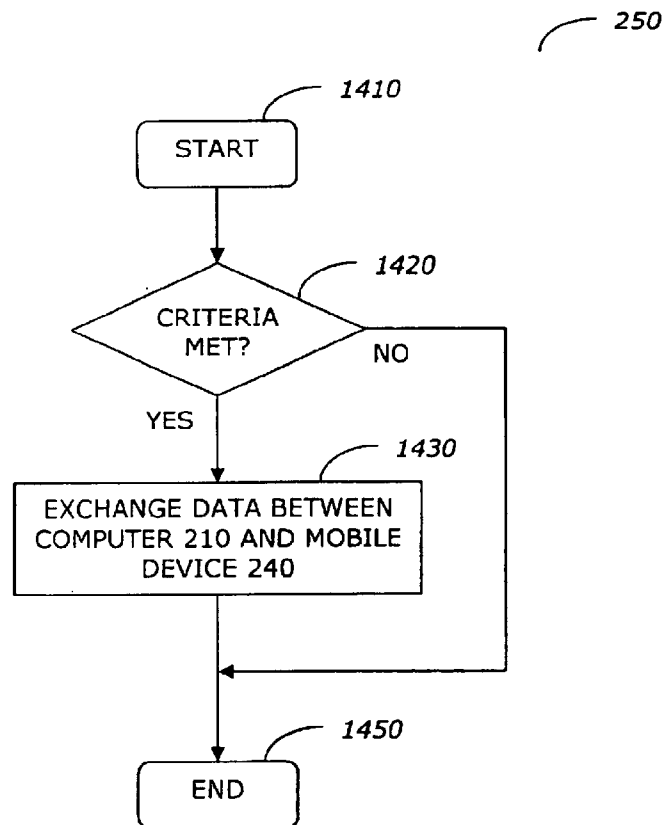 250
1410
START
1420
CRITERIA
MET?
NO
YES
1430
EXCHANGE DATA BETWEEN
COMPUTER 210 AND MOBILE
DEVICE 240
1450
END